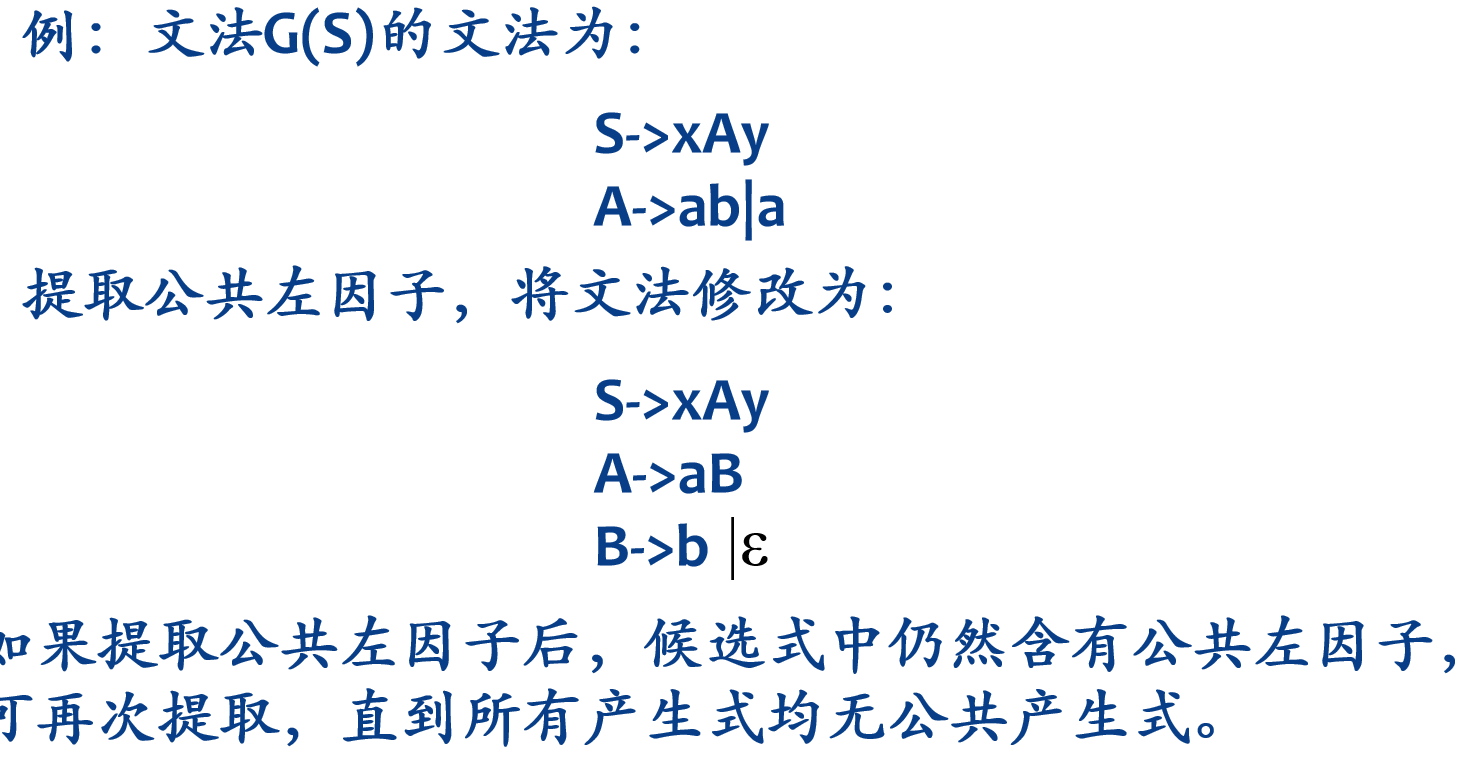 例：文法G(S)的文法为：
S->xAy
A->ab|a
提取公共左因子，将文法修改为：
S->xAy
A->aB
B->b |ε
如果提取公共左因子后，候选式中仍然含有公共左因子，
可再次提取，直到所有产生式均无公共产生式。